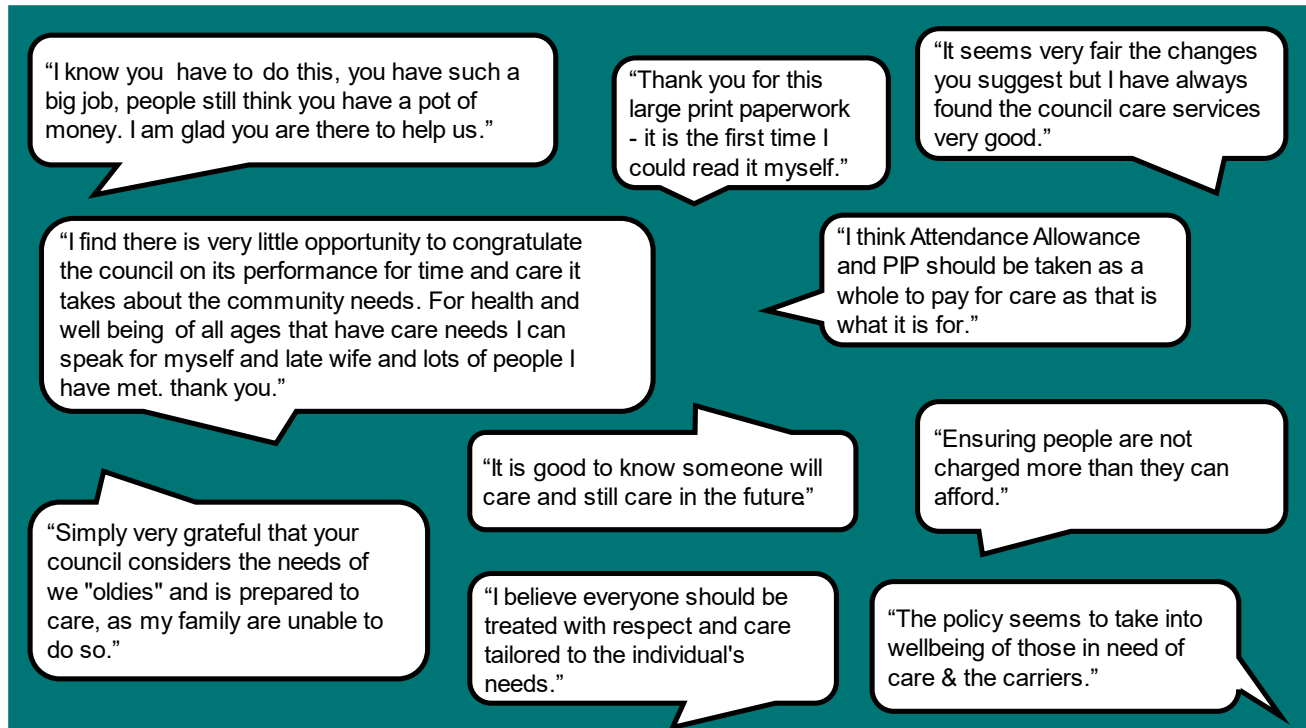 “I know you have to do this, you have such a
big job, people still think you have a pot of
money. I am glad you are there to help us.”
“Thank you for this
large print paperwork
- it is the first time I
could read it myself.”
“It seems very fair the changes
you suggest but I have always
found the council care services
very good.”
“I find there is very little opportunity to congratulate
the council on its performance for time and care it
takes about the community needs. For health and
well being of all ages that have care needs I can
speak for myself and late wife and lots of people I
have met. thank you.”
“I think Attendance Allowance
and PIP should be taken as a
whole to pay for care as that is
what it is for.”
“It is good to know someone will
care and still care in the future.”
“Ensuring people are not
charged more than they can
afford.”
“Simply very grateful that your
council considers the needs of
we "oldies" and is prepared to
care, as my family are unable to
do so.”
“I believe everyone should be
treated with respect and care
tailored to the individual's
needs.”
“The policy seems to take into
wellbeing of those in need of
care & the carriers.”